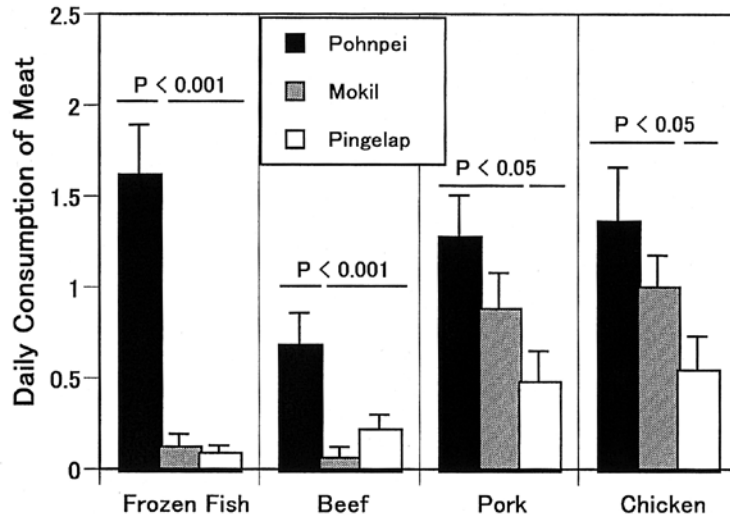 Daily Consumption of Meat
2.5
2
1.5
1
0.5
0
Pohnpei
Mokil
Pingelap
P < 0.001
P < 0.001
P < 0.05
P < 0.05
Frozen Fish
Beef
Pork
Chicken